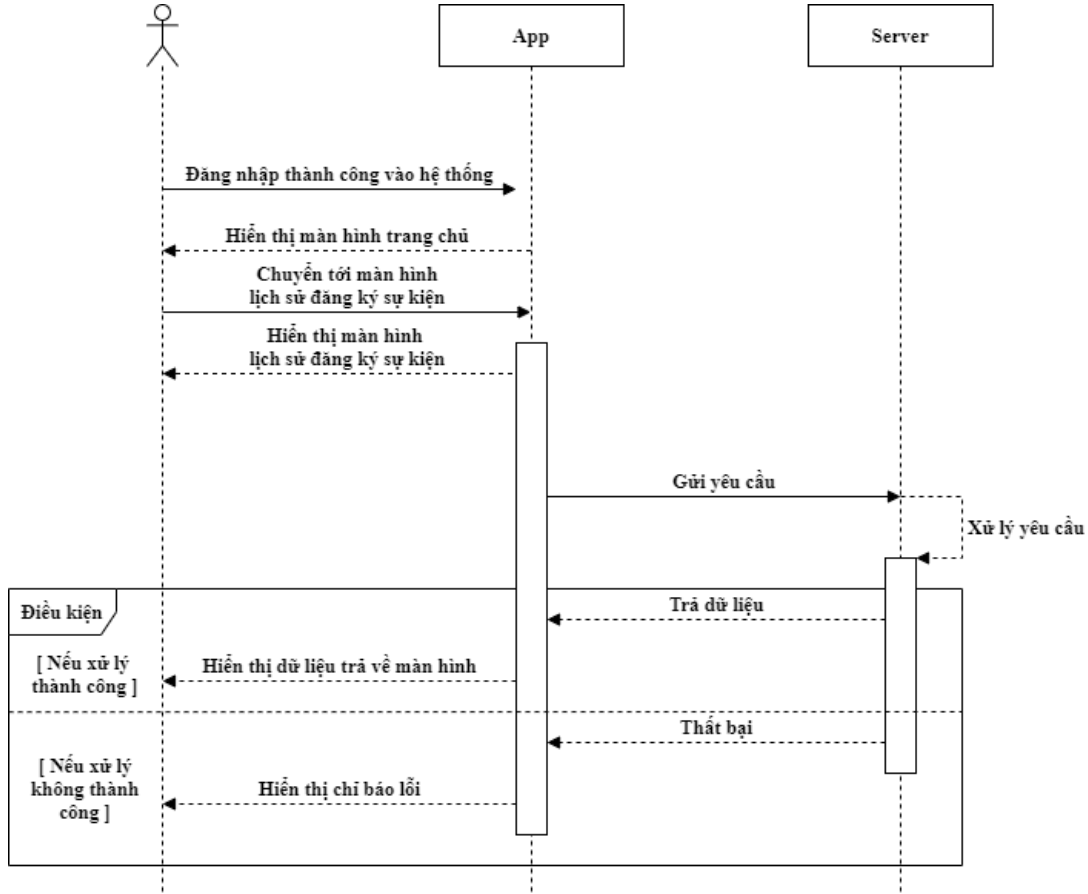 App
Server
Đăng nhập thành công vào hệ thống
Hiển thị màn hình trang chủ
Chuyển tới màn hình
lịch sử đăng ký sự kiện
Hiển thị màn hình
lịch sử đăng ký sự kiện
Gửi yêu cầu
Xử lý yêu cầu
Điều kiện
Trả dữ liệu
[ Nếu xử lý
thành công ]
Hiển thị dữ liệu trả về màn hình
Thất bại
[ Nếu xử lý
không thành
công ]
Hiển thị chỉ báo lỗi